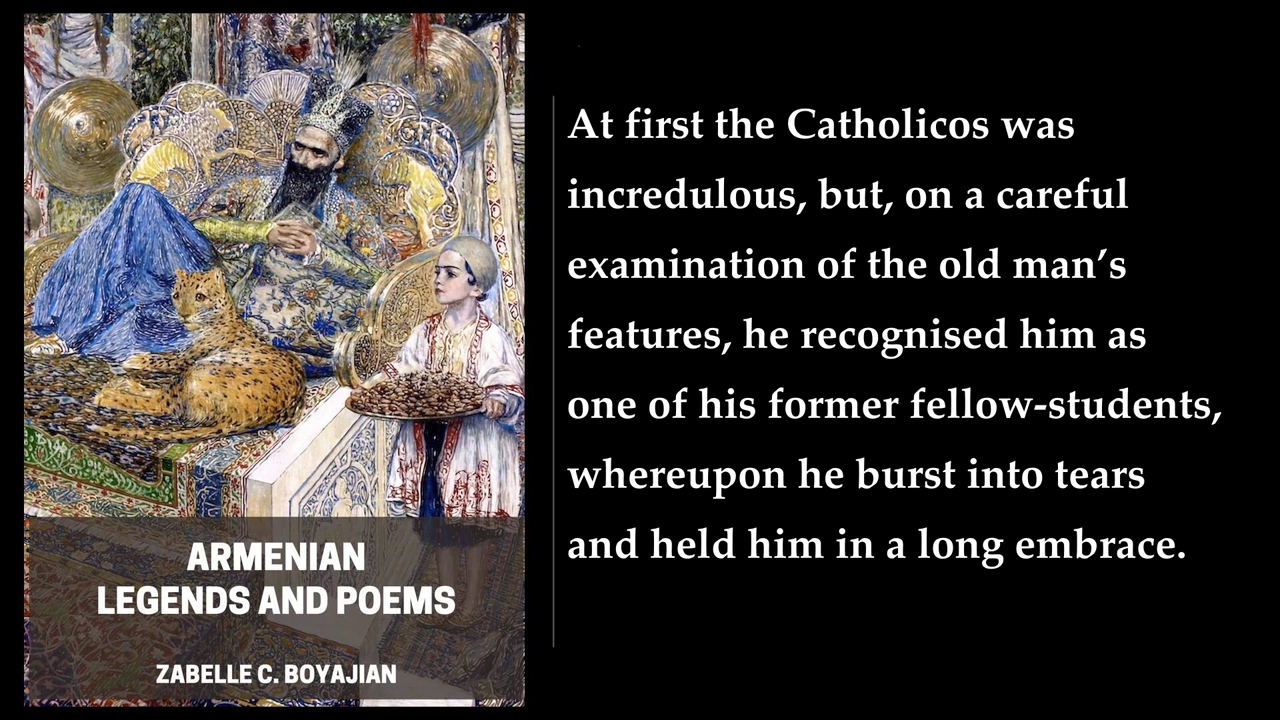 ARMENIAN
LEGENDS AND POEMS
ZABELLE C. BOYAJIAN
At first the Catholicos was
incredulous, but, on a careful
examination of the old man’s
features, he recognised him as
one of his former fellow-students,
whereupon he burst into tears
and held him in a long embrace.